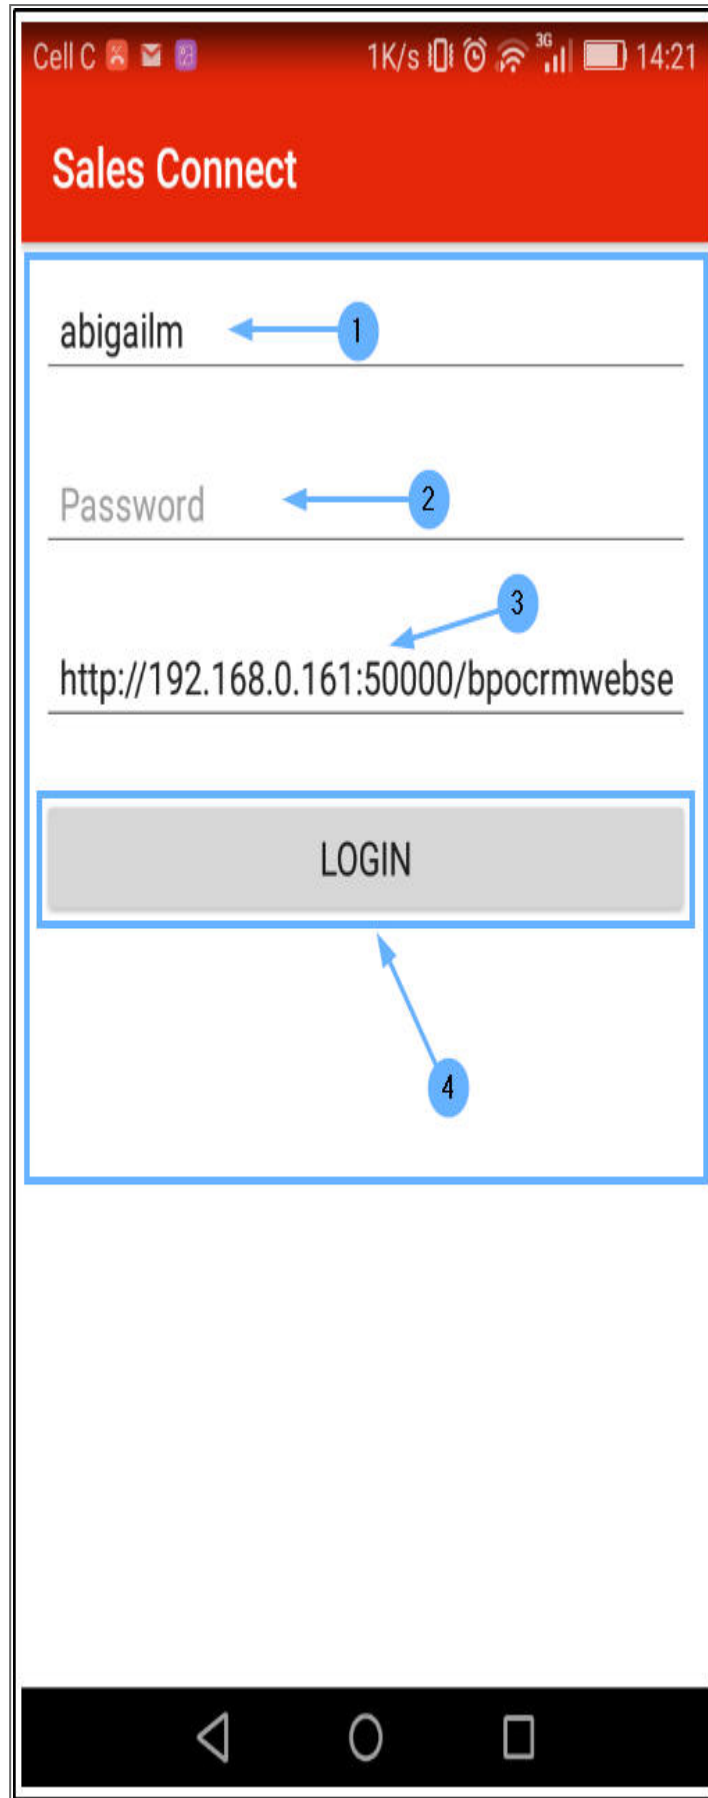 Cell C 1K/s 3G 14:21
Sales Connect
abigailm 1
Password 2
3
http://192.168.0.161:50000/bpocrmwebse
LOGIN
4